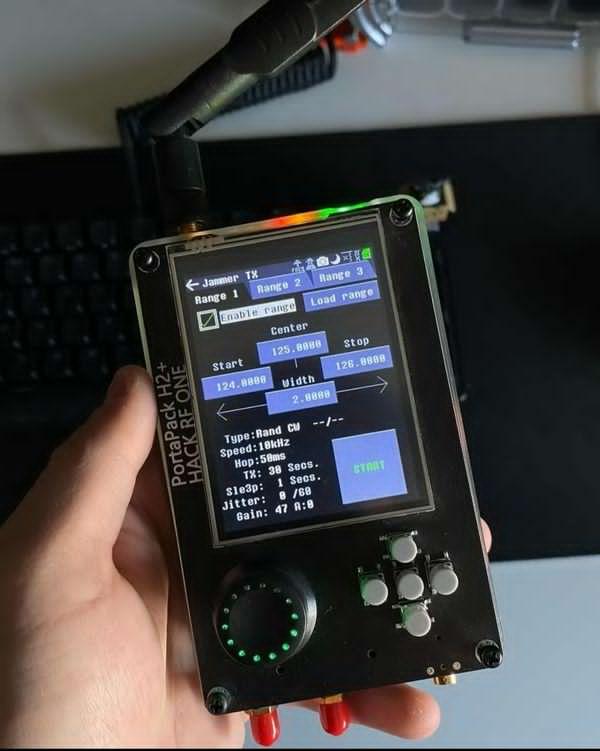 ← Jammer TX
Range 1 Range 2 Range 3
Enable range Load range
Center
125.0000
Start Stop
124.0000 126.0000
Width
2.0000
Type:Rand CW --/--
Speed:10kHz
Hop:50ms
TX: 30 Secs.
Sle3p: 1 Secs.
Jitter: 0 /60
Gain: 47 A:0
START
PortaPack H2+
HACK RF ONE